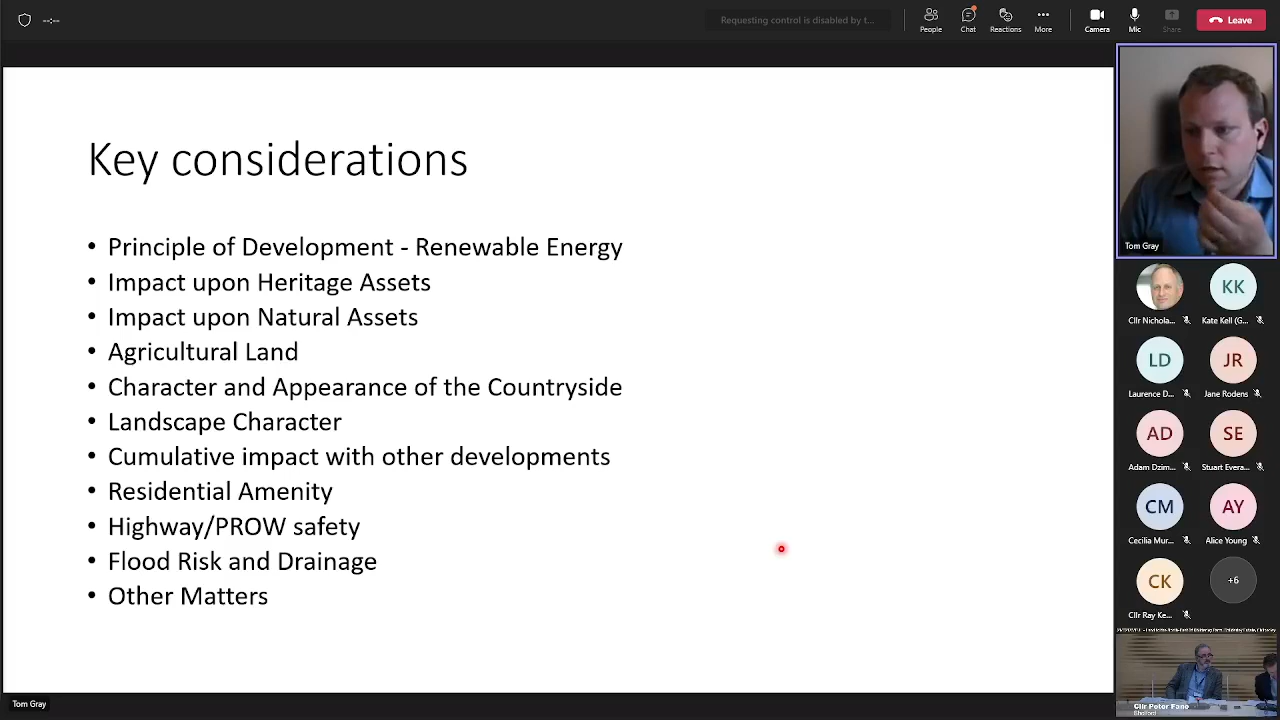 --:--
Requesting control is disabled by t...
People
Chat
Reactions
More
Camera
Mic
Share
Leave
Key considerations
• Principle of Development - Renewable Energy
• Impact upon Heritage Assets
• Impact upon Natural Assets
• Agricultural Land
• Character and Appearance of the Countryside
• Landscape Character
• Cumulative impact with other developments
• Residential Amenity
• Highway/PROW safety
• Flood Risk and Drainage
• Other Matters
Tom Gray
Tom Gray
Cllr Nichola...
KK
Kate Kell (G...
LD
Laurence D...
JR
Jane Rodens
AD
Adam Dzim...
SE
Stuart Evera...
CM
Cecilia Mur...
AY
Alice Young
CK
Cllr Ray Ke...
+6
Cllr Peter Fane
Shelford